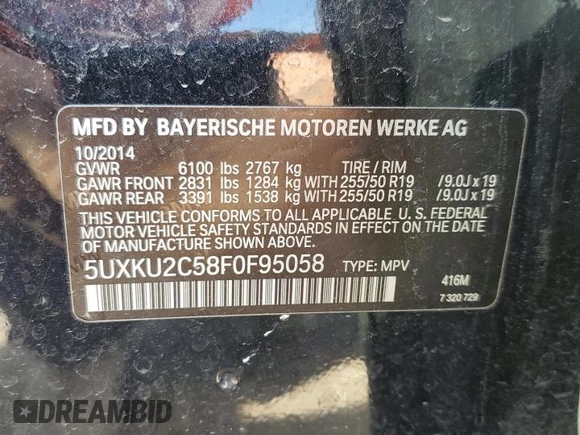 MFD BY BAYERISCHE MOTOREN WERKE AG
10/2014
GVWR 6100 lbs 2767 kg TIRE / RIM
GAWR FRONT 2831 lbs 1284 kg WITH 255/50 R19 /9.0J x 19
GAWR REAR 3391 lbs 1538 kg WITH 255/50 R19 /9.0J x 19
THIS VEHICLE CONFORMS TO ALL APPLICABLE U. S. FEDERAL
MOTOR VEHICLE SAFETY STANDARDS IN EFFECT
ON THE DATE OF MANUFACTURE SHOWN ABOVE.
5UXKU2C58F0F95058 TYPE: MPV
416M
7 320 729
DREAMBID